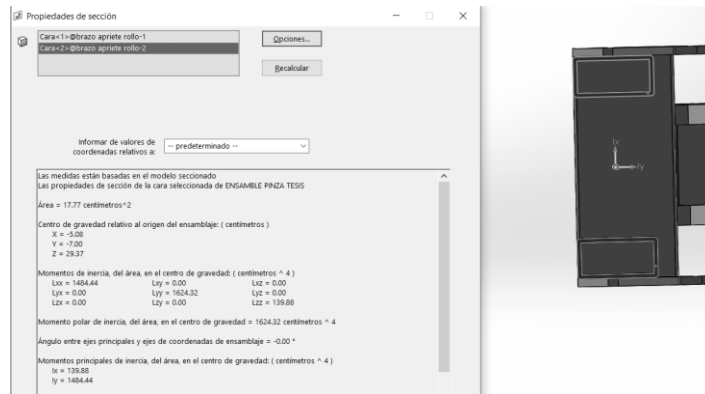 Propiedades de sección
Cara<1>@brazo apriete rollo-1
Cara<2>@brazo apriete rollo-2
Opciones...
Recalcular
Informar de valores de coordenadas relativos a:
-- predeterminado --
Las medidas están basadas en el modelo seccionado
Las propiedades de sección de la cara seleccionada de ENSAMBLE PINZA TESIS
Área = 17.77 centímetros^2
Centro de gravedad relativo al origen del ensamblaje: ( centímetros )
X = -5.08
Y = -7.00
Z = 29.37
Momentos de inercia, del área, en el centro de gravedad: ( centímetros ^ 4 )
Lxx = 1484.44 Lxy = 0.00 Lxz = 0.00
Lyx = 0.00 Lyy = 1624.32 Lyz = 0.00
Lzx = 0.00 Lzy = 0.00 Lzz = 139.88
Momento polar de inercia, del área, en el centro de gravedad = 1624.32 centímetros ^ 4
Ángulo entre ejes principales y ejes de coordenadas de ensamblaje = -0.00 °
Momentos principales de inercia, del área, en el centro de gravedad: ( centímetros ^ 4 )
Ix = 139.88
Iy = 1484.44
Ix
Iy